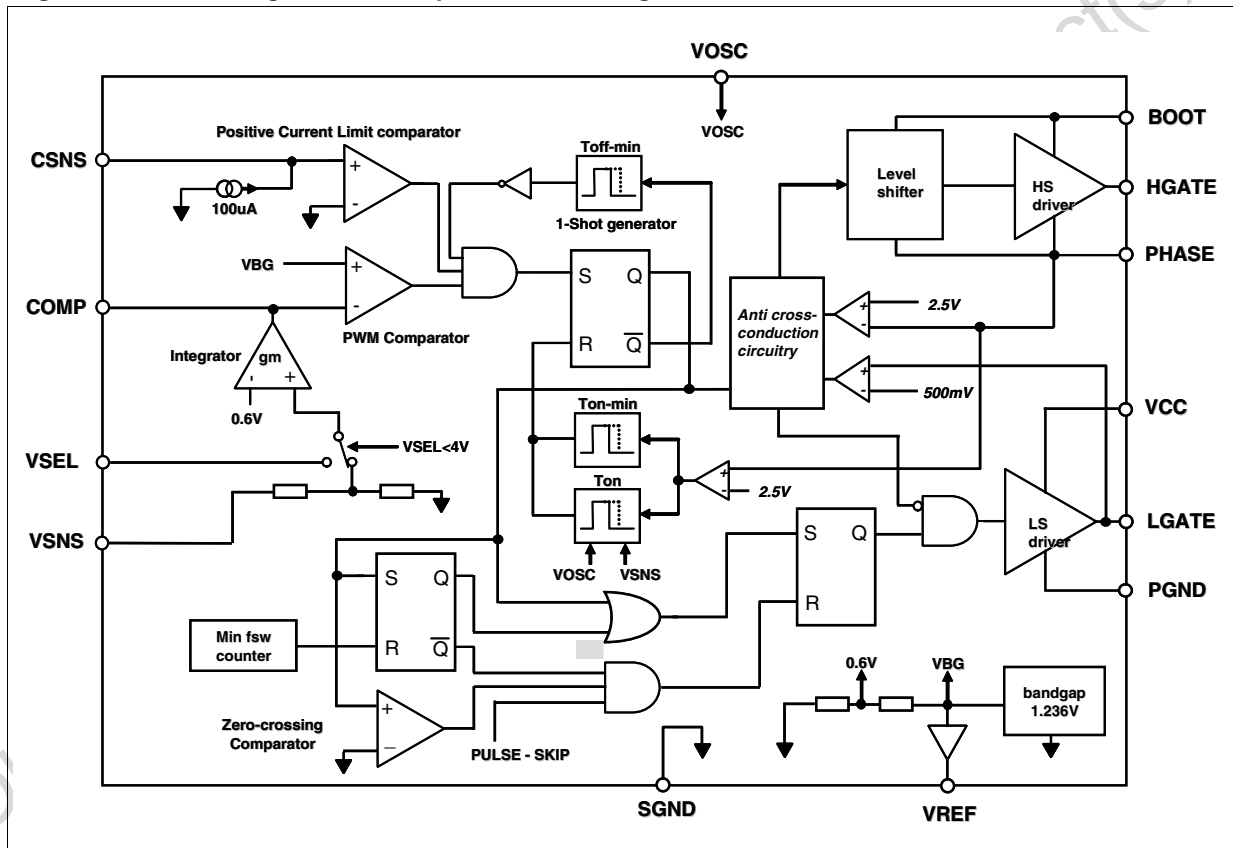 VOSC
VOSC
BOOT
HGATE
PHASE
VCC
LGATE
PGND
CSNS
COMP
VSEL
VSNS
SGND
VREF
Positive Current Limit comparator
+
-
100uA
Toff-min
1-Shot generator
Level
shifter
HS
driver
VBG
+
-
PWM Comparator
S Q
R Q
Anti cross-
conduction
circuitry
+
-
2.5V
+
-
500mV
Integrator
gm
- +
0.6V
VSEL<4V
Ton-min
Ton
+
-
2.5V
VOSC VSNS
S Q
R
LS
driver
S Q
R Q
Min fsw
counter
+
–
Zero-crossing
Comparator
PULSE - SKIP
0.6V
VBG
bandgap
1.236V